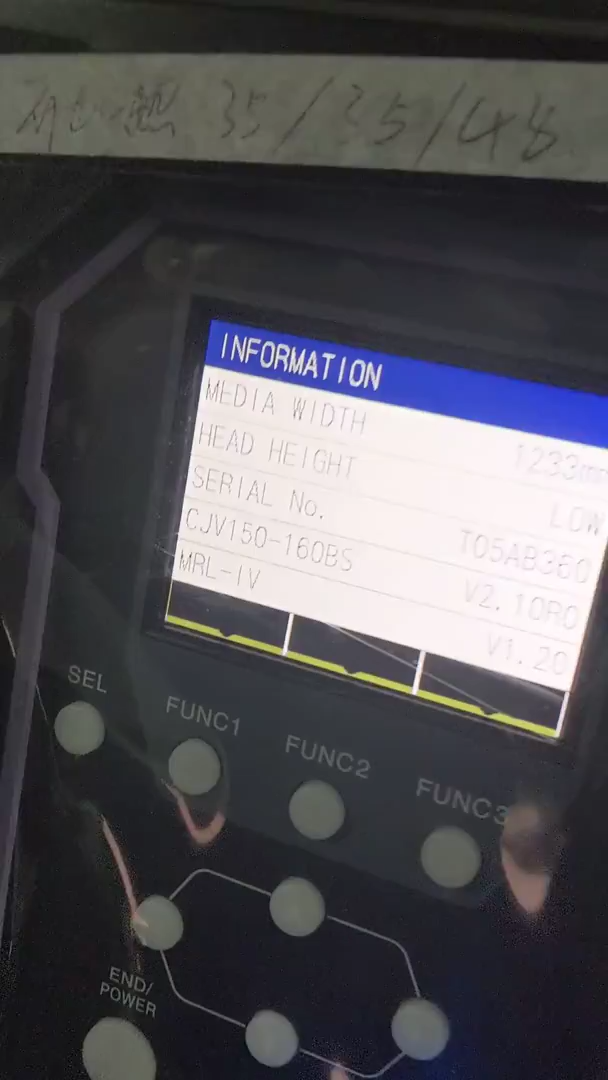 35/35/48
INFORMATION
MEDIA WIDTH 1233mm
HEAD HEIGHT LOW
SERIAL No. T05AB360
CJV150-160BS V2.10R0
MRL-IV V1.20
SEL
FUNC1
FUNC2
FUNC3
END/
POWER